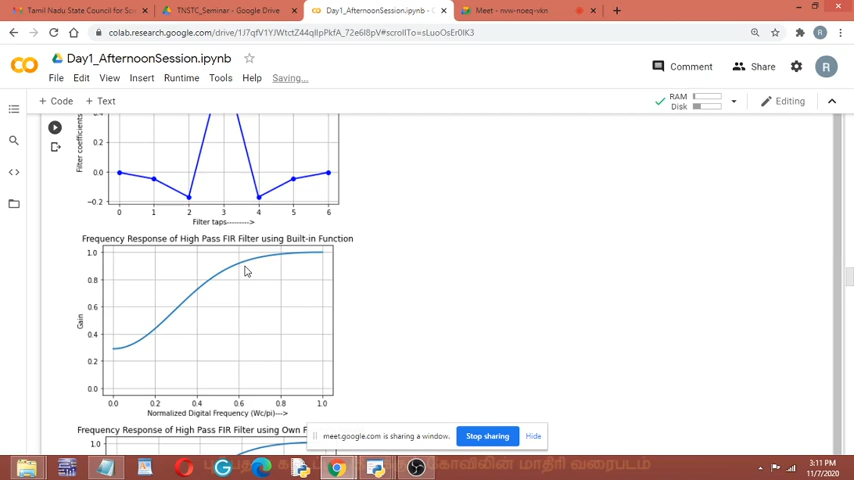 Tamil Nadu State Council for Scie
TNSTC_Seminar - Google Drive
Day1_AfternoonSession.ipynb - C
Meet - nvw-noeq-vkn
colab.research.google.com/drive/1J7qfV1YJWtctZ44qlIpPkfA_72e6I8pV#scrollTo=sLuoOsEr0IK3
Day1_AfternoonSession.ipynb
Comment
Share
R
File Edit View Insert Runtime Tools Help Saving...
+ Code + Text
RAM
Disk
Editing
Filter coefficients
0.4
0.2
0.0
−0.2
0 1 2 3 4 5 6
Filter taps--------->
Frequency Response of High Pass FIR Filter using Built-in Function
Gain
1.0
0.8
0.6
0.4
0.2
0.0
0.0 0.2 0.4 0.6 0.8 1.0
Normalized Digital Frequency (Wc/pi)--->
Frequency Response of High Pass FIR Filter using Own F
1.0
meet.google.com is sharing a window.
Stop sharing
Hide
கோவிலின் மாதிரி வரைபடம்
3:11 PM
11/7/2020